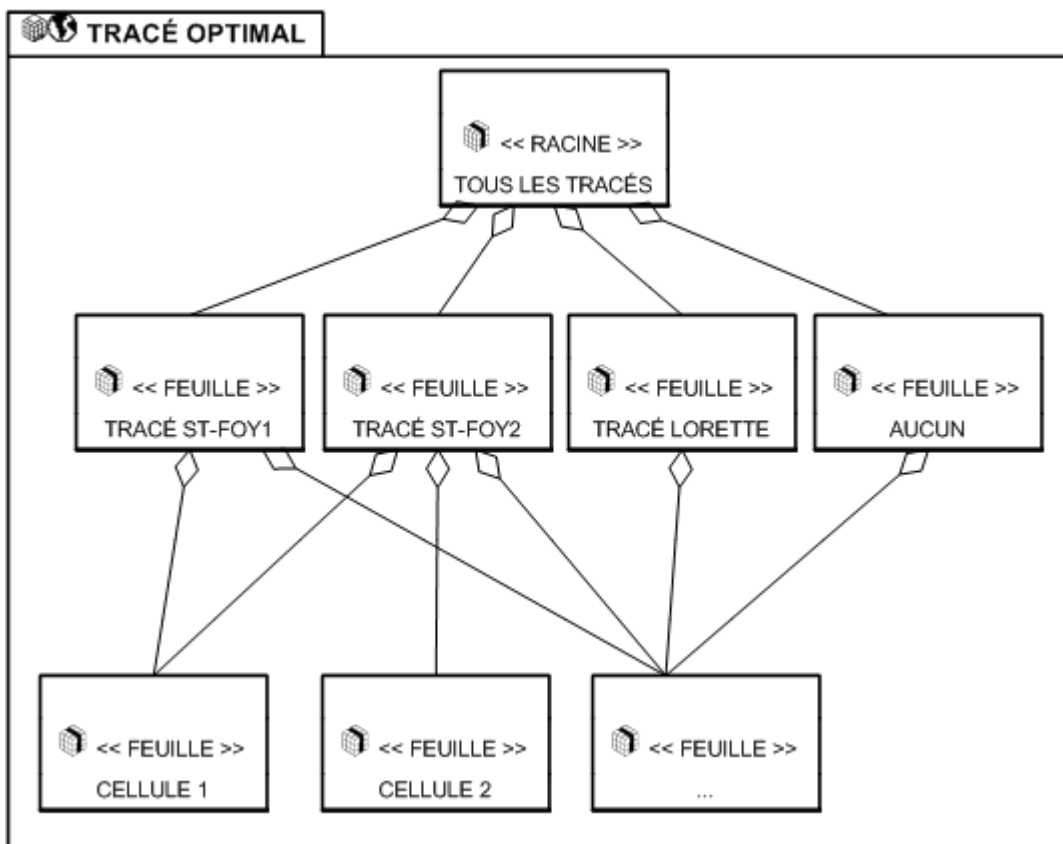 TRACÉ OPTIMAL
<< RACINE >>
TOUS LES TRACÉS
<< FEUILLE >>
TRACÉ ST-FOY1
<< FEUILLE >>
TRACÉ ST-FOY2
<< FEUILLE >>
TRACÉ LORETTE
<< FEUILLE >>
AUCUN
<< FEUILLE >>
CELLULE 1
<< FEUILLE >>
CELLULE 2
<< FEUILLE >>
...